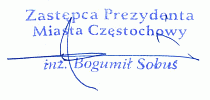 Zastępca Prezydenta
Miasta Częstochowy
inż. Bogumił Sobuś